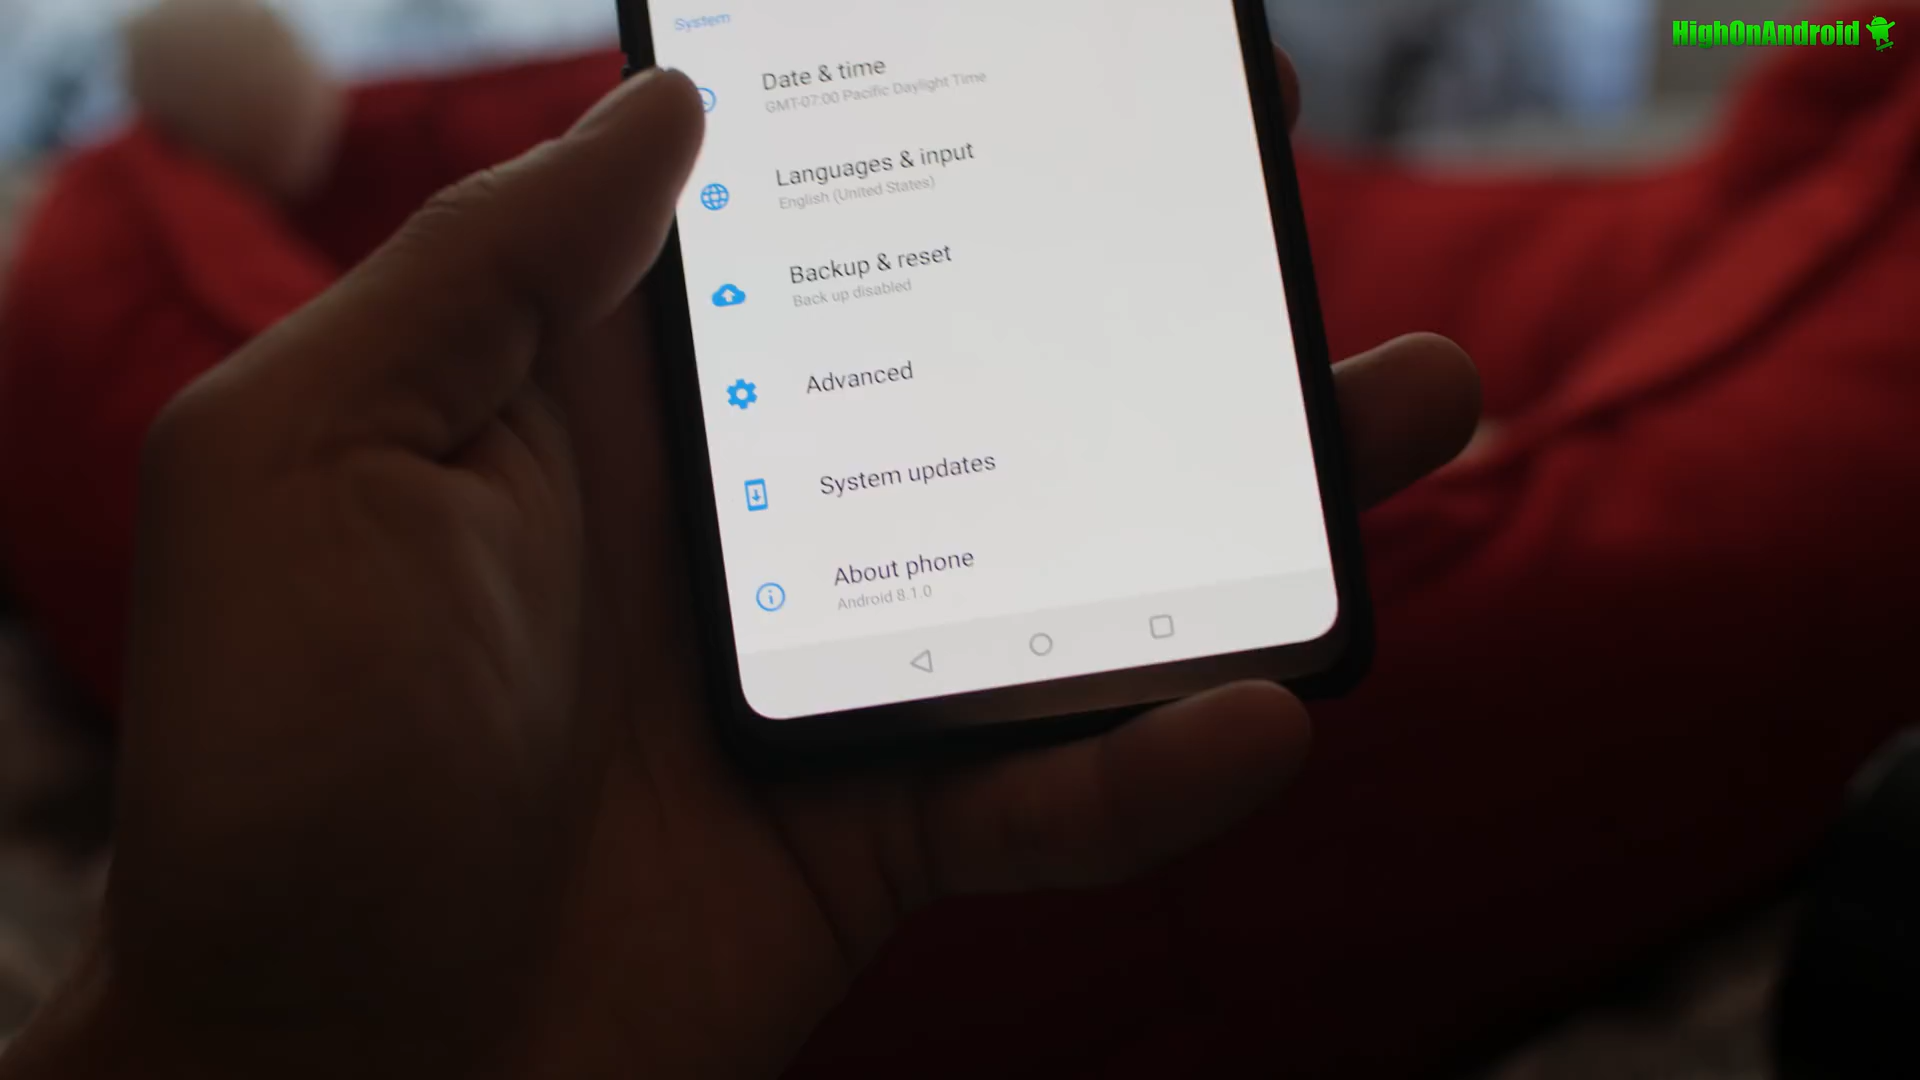 HighOnAndroid
System
Date & time
GMT-07:00 Pacific Daylight Time
Languages & input
English (United States)
Backup & reset
Back up disabled
Advanced
System updates
About phone
Android 8.1.0